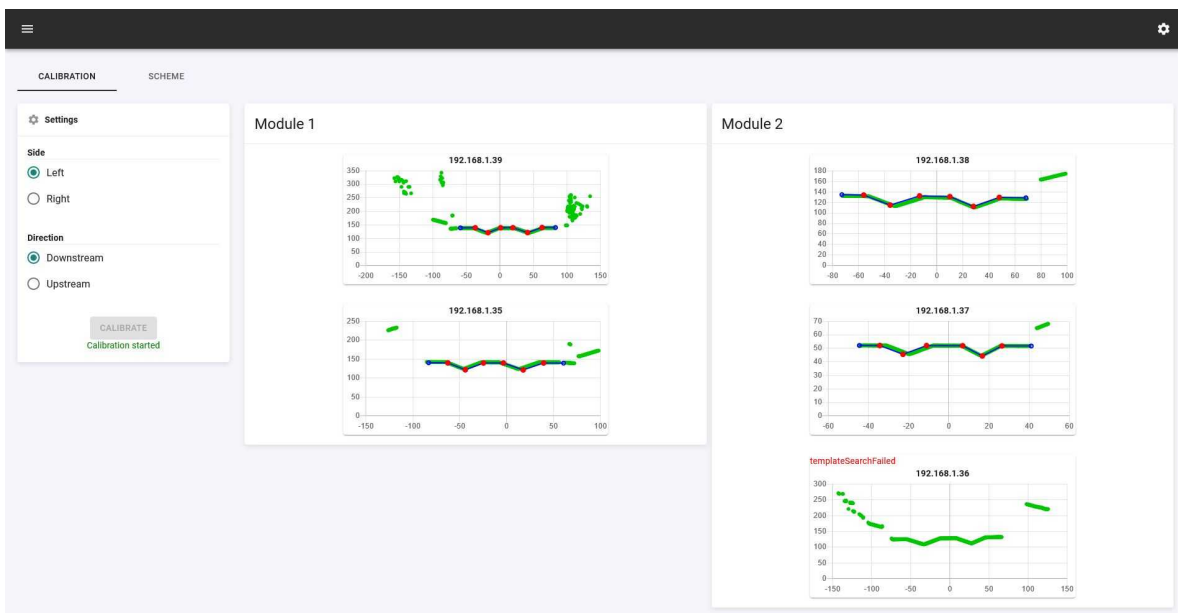 CALIBRATION SCHEME
Settings
Side
Left
Right
Direction
Downstream
Upstream
CALIBRATE
Calibration started
Module 1
192.168.1.39
350
300
250
200
150
100
50
0
-200 -150 -100 -50 0 50 100 150
192.168.1.35
250
200
150
100
50
0
-150 -100 -50 0 50 100
Module 2
192.168.1.38
180
160
140
120
100
80
60
40
20
0
-80 -60 -40 -20 0 20 40 60 80 100
192.168.1.37
70
60
50
40
30
20
10
0
-60 -40 -20 0 20 40 60
templateSearchFailed
192.168.1.36
300
250
200
150
100
50
0
-150 -100 -50 0 50 100 150